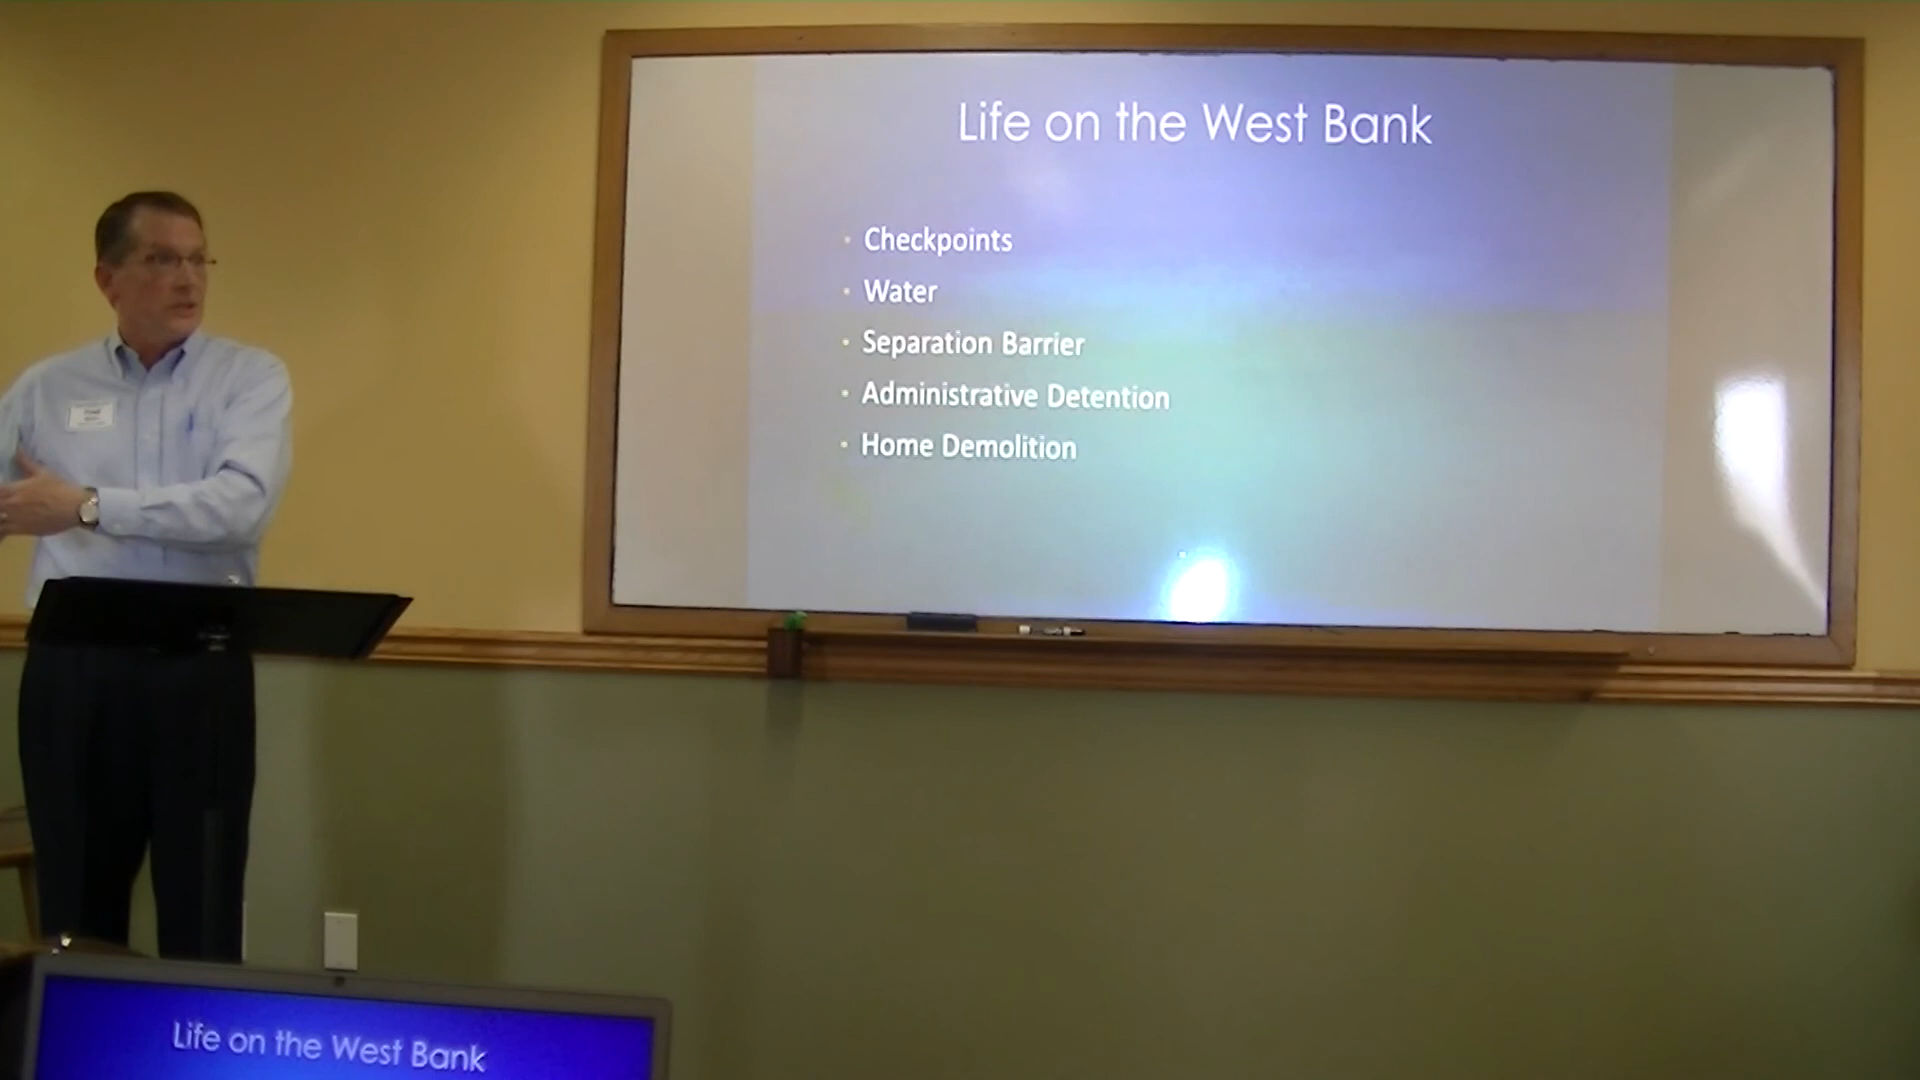 Life on the West Bank
• Checkpoints
• Water
• Separation Barrier
• Administrative Detention
• Home Demolition
Life on the West Bank